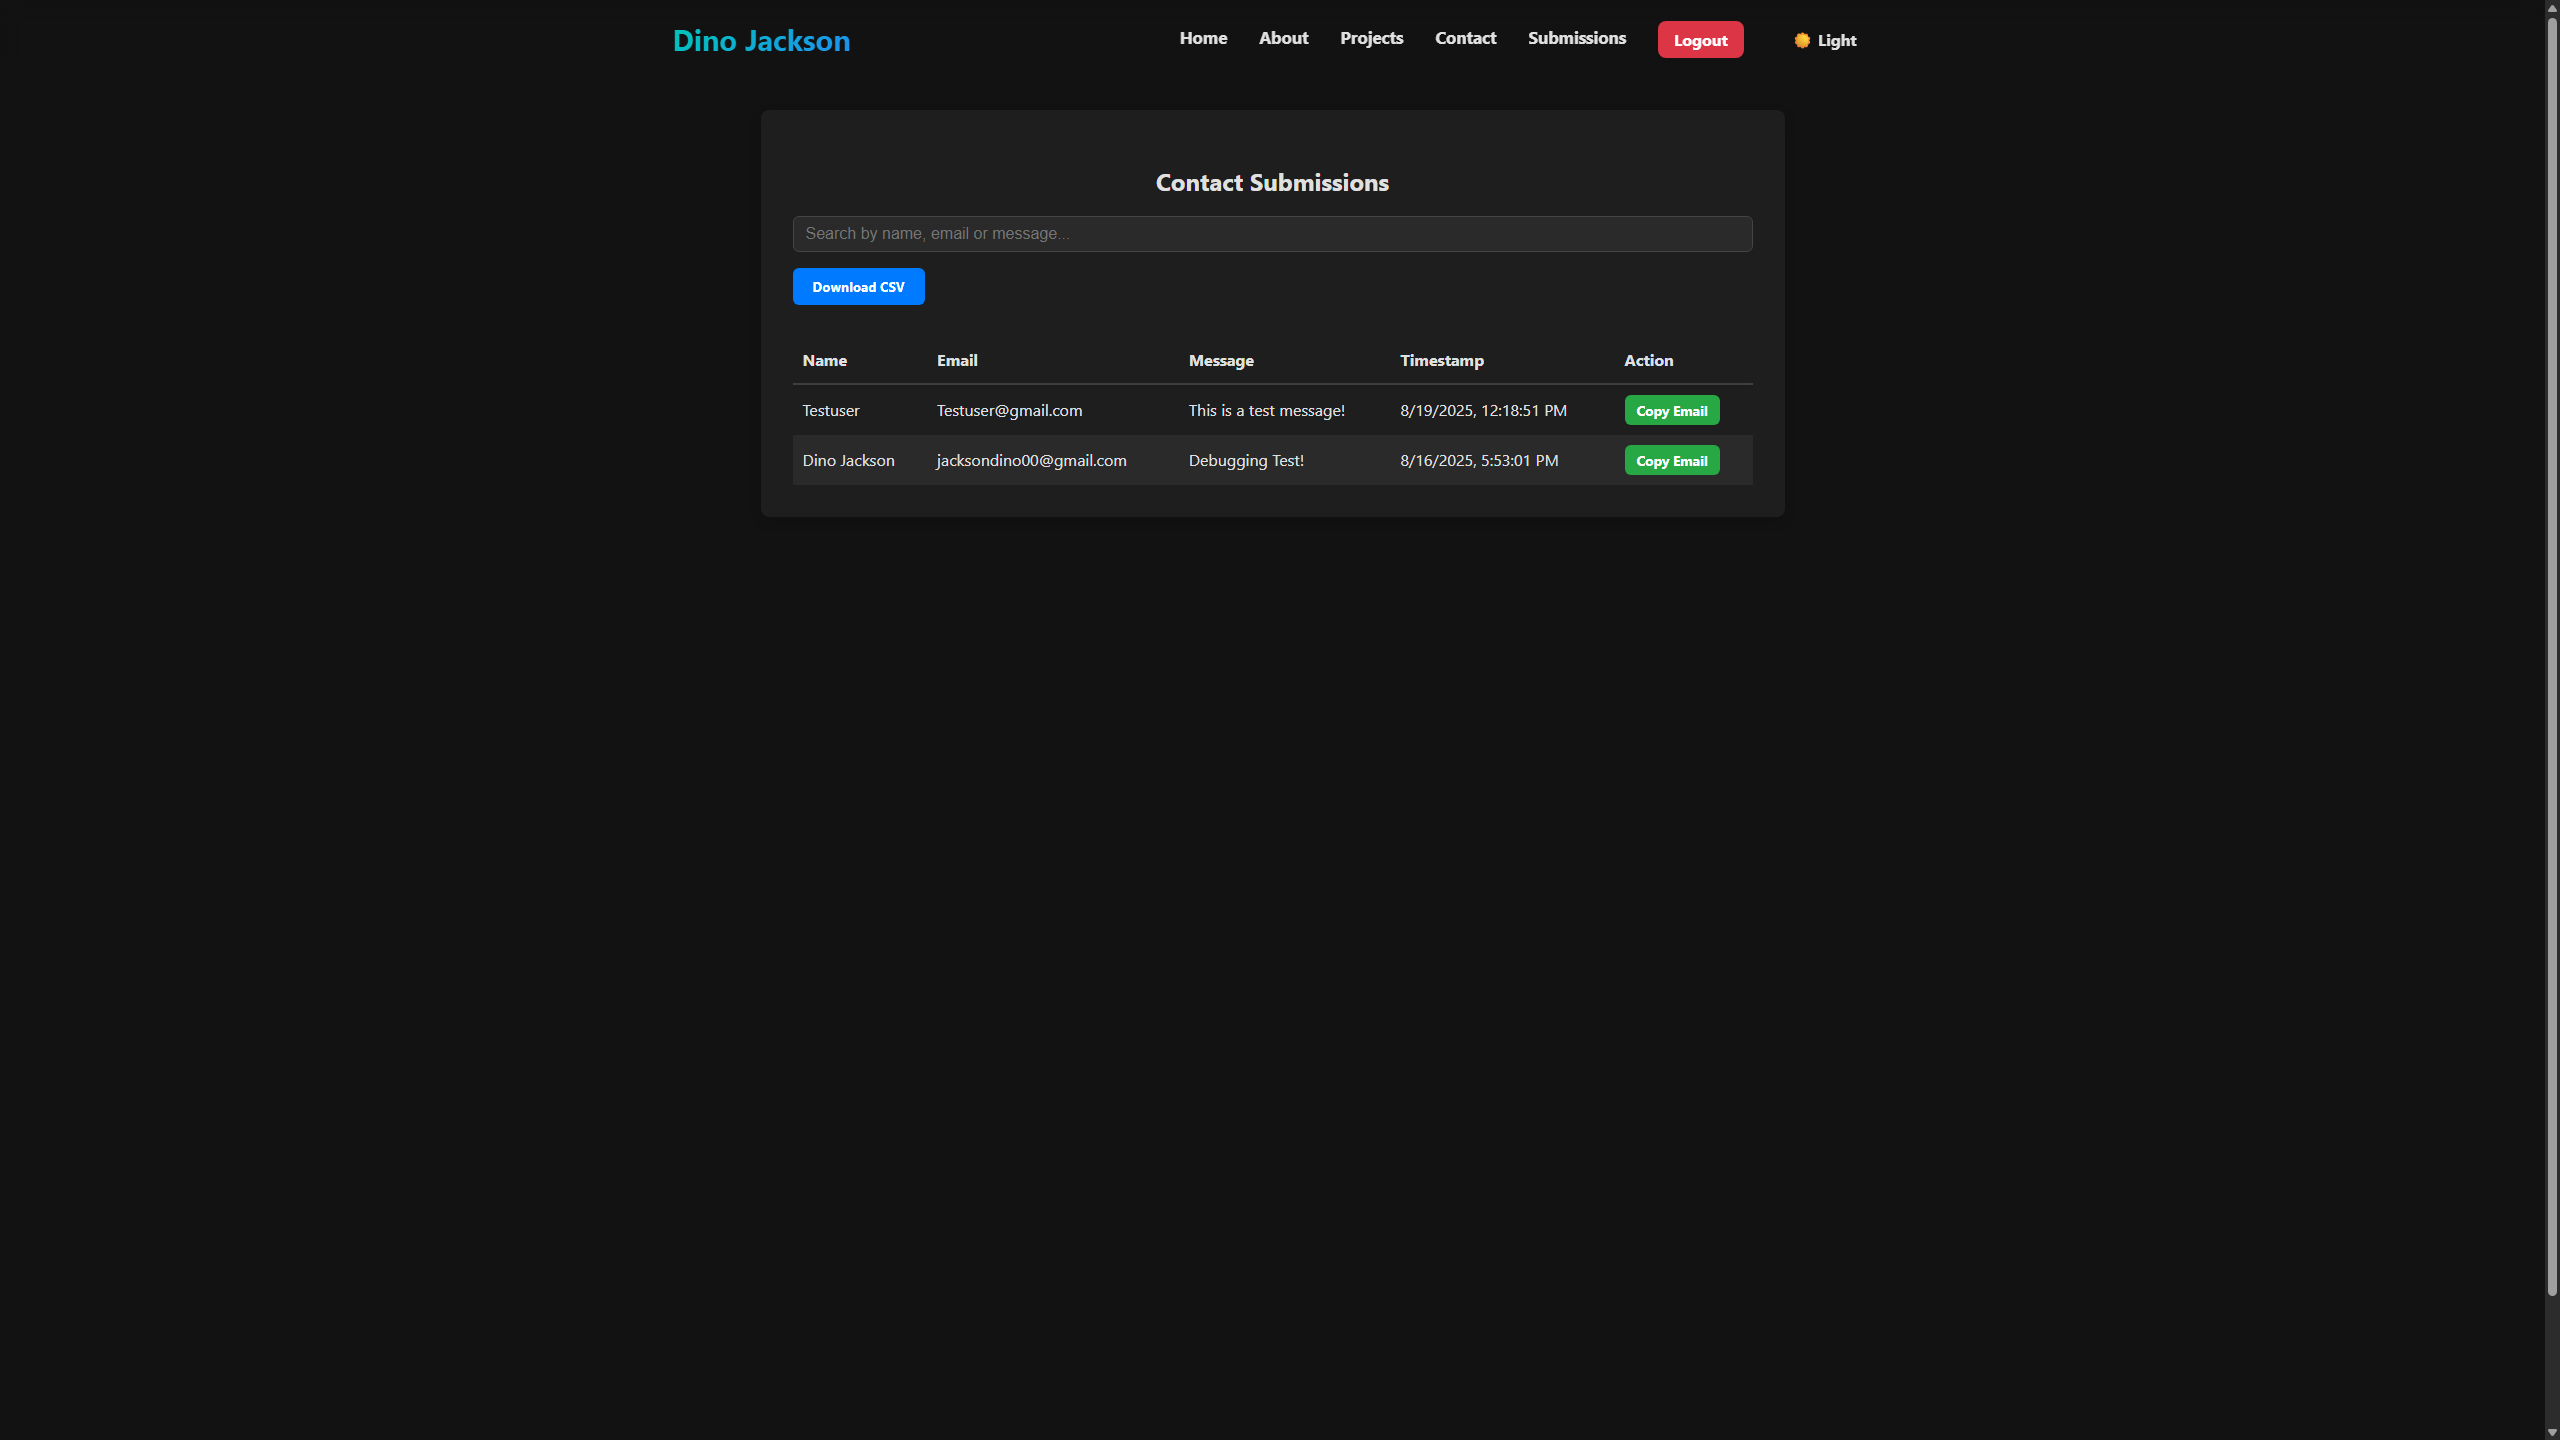 Dino Jackson
Home About Projects Contact Submissions Logout Light
Contact Submissions
Search by name, email or message...
Download CSV
Name Email Message Timestamp Action
Testuser Testuser@gmail.com This is a test message! 8/19/2025, 12:18:51 PM Copy Email
Dino Jackson jacksondino00@gmail.com Debugging Test! 8/16/2025, 5:53:01 PM Copy Email